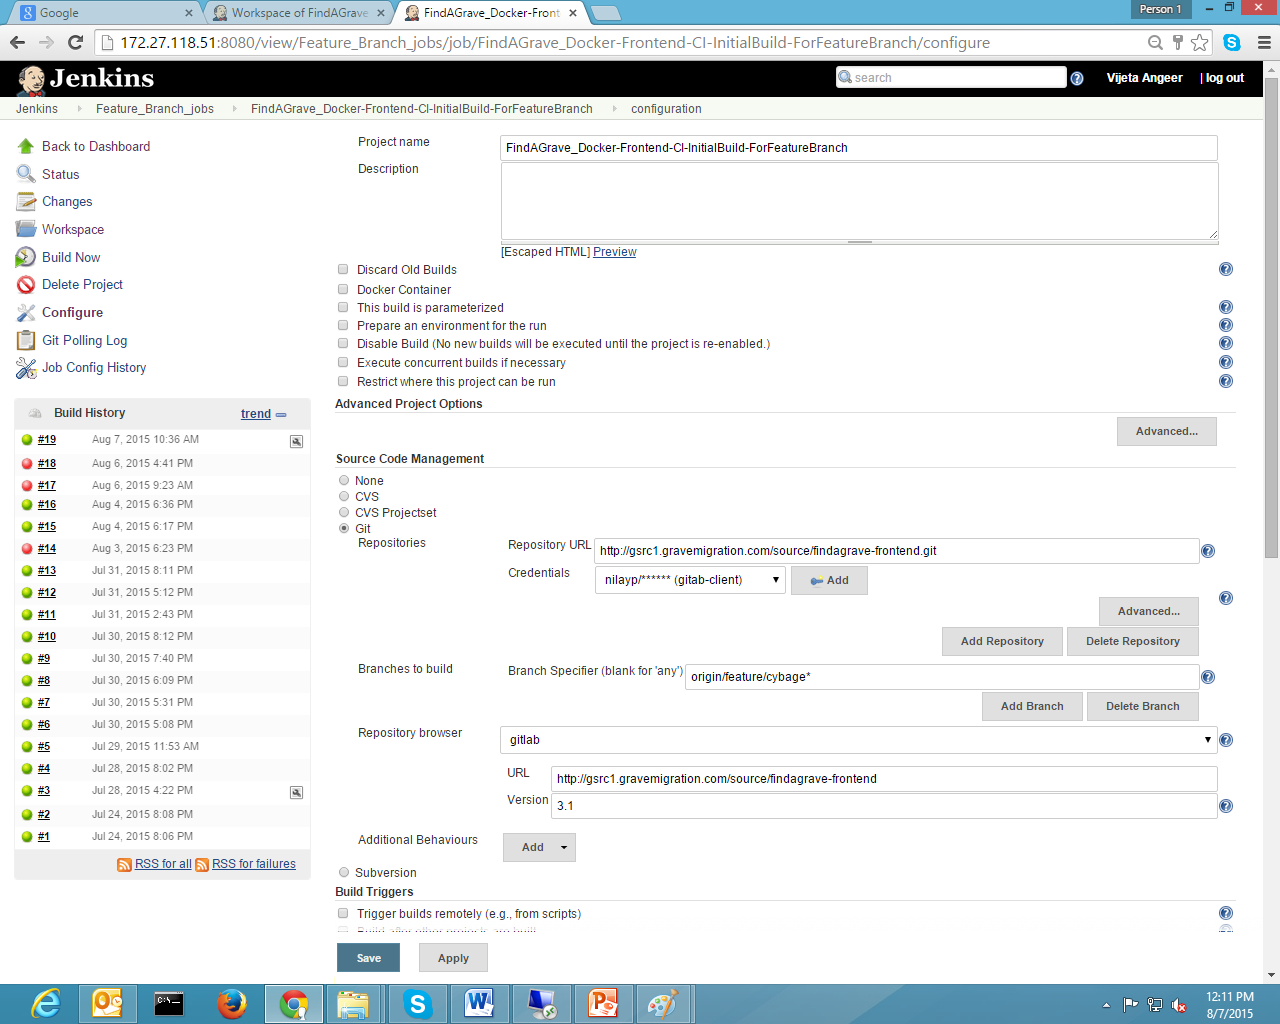 Google
Workspace of FindAGrave
FindAGrave_Docker-Front
Person 1
172.27.118.51:8080/view/Feature_Branch_jobs/job/FindAGrave_Docker-Frontend-CI-InitialBuild-ForFeatureBranch/configure
Jenkins
search
Vijeta Angeer
| log out
Jenkins
Feature_Branch_jobs
FindAGrave_Docker-Frontend-CI-InitialBuild-ForFeatureBranch
configuration
Back to Dashboard
Status
Changes
Workspace
Build Now
Delete Project
Configure
Git Polling Log
Job Config History
Build History trend
#19 Aug 7, 2015 10:36 AM
#18 Aug 6, 2015 4:41 PM
#17 Aug 6, 2015 9:23 AM
#16 Aug 4, 2015 6:36 PM
#15 Aug 4, 2015 6:17 PM
#14 Aug 3, 2015 6:23 PM
#13 Jul 31, 2015 8:11 PM
#12 Jul 31, 2015 5:12 PM
#11 Jul 31, 2015 2:43 PM
#10 Jul 30, 2015 8:12 PM
#9 Jul 30, 2015 7:40 PM
#8 Jul 30, 2015 6:09 PM
#7 Jul 30, 2015 5:31 PM
#6 Jul 30, 2015 5:08 PM
#5 Jul 29, 2015 11:53 AM
#4 Jul 28, 2015 8:02 PM
#3 Jul 28, 2015 4:22 PM
#2 Jul 24, 2015 8:08 PM
#1 Jul 24, 2015 8:06 PM
RSS for all RSS for failures
Project name FindAGrave_Docker-Frontend-CI-InitialBuild-ForFeatureBranch
Description
[Escaped HTML] Preview
Discard Old Builds
Docker Container
This build is parameterized
Prepare an environment for the run
Disable Build (No new builds will be executed until the project is re-enabled.)
Execute concurrent builds if necessary
Restrict where this project can be run
Advanced Project Options
Advanced...
Source Code Management
None
CVS
CVS Projectset
Git
Repositories
Repository URL http://gsrc1.gravemigration.com/source/findagrave-frontend.git
Credentials nilayp/****** (gitab-client) Add
Advanced...
Add Repository Delete Repository
Branches to build
Branch Specifier (blank for 'any') origin/feature/cybage*
Add Branch Delete Branch
Repository browser gitlab
URL http://gsrc1.gravemigration.com/source/findagrave-frontend
Version 3.1
Additional Behaviours Add
Subversion
Build Triggers
Trigger builds remotely (e.g., from scripts)
Build after other projects are built
Save Apply
12:11 PM
8/7/2015